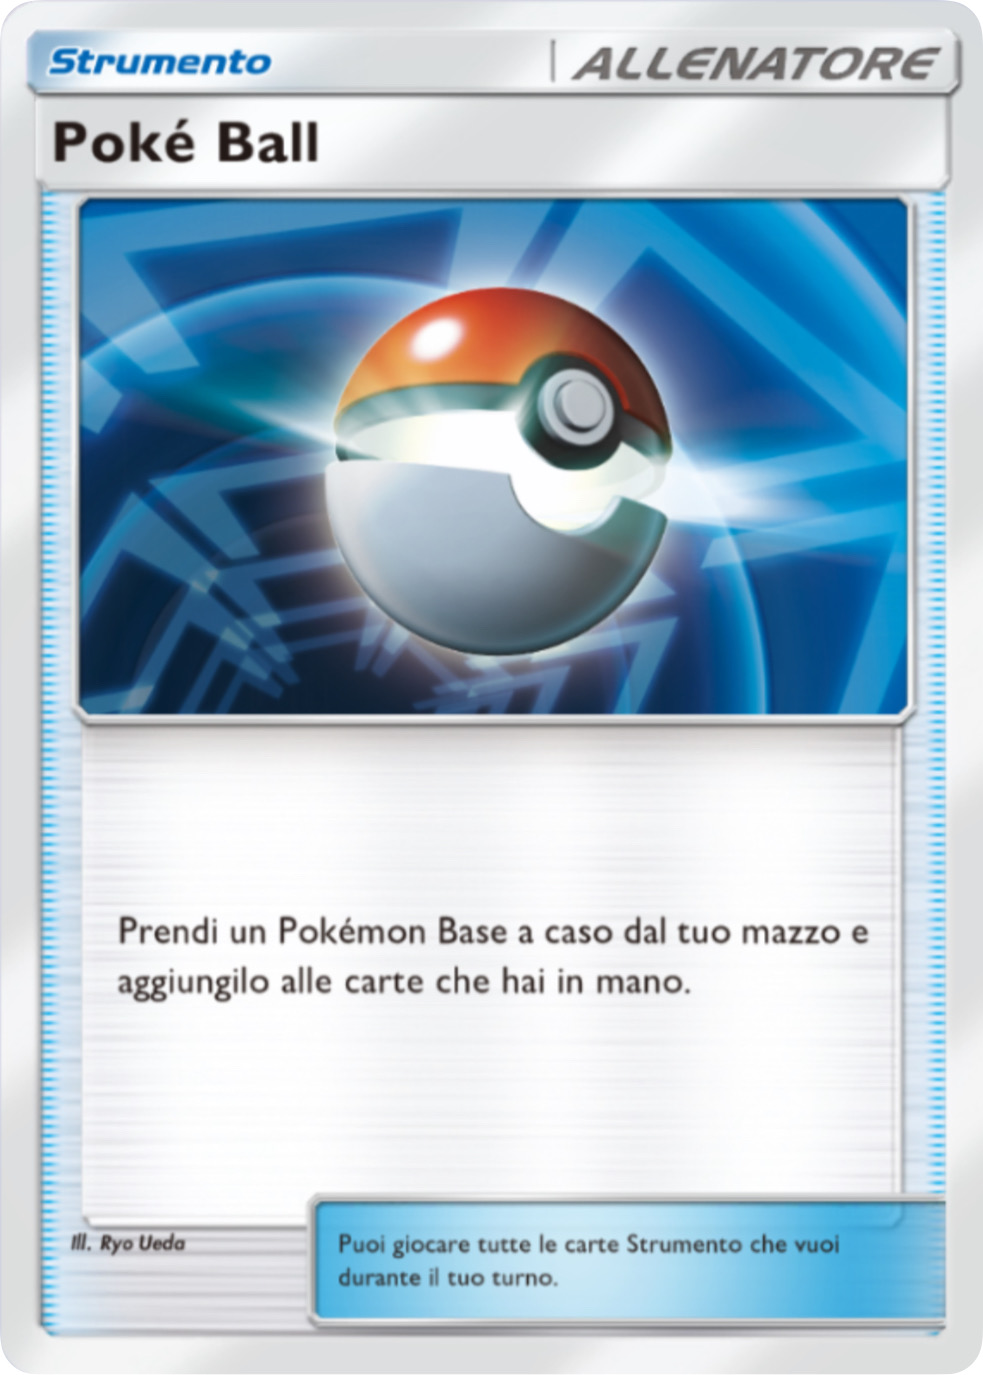 Strumento
ALLENATORE
Poké Ball
Prendi un Pokémon Base a caso dal tuo mazzo e
aggiungilo alle carte che hai in mano.
Ill. Ryo Ueda
Puoi giocare tutte le carte Strumento che vuoi
durante il tuo turno.